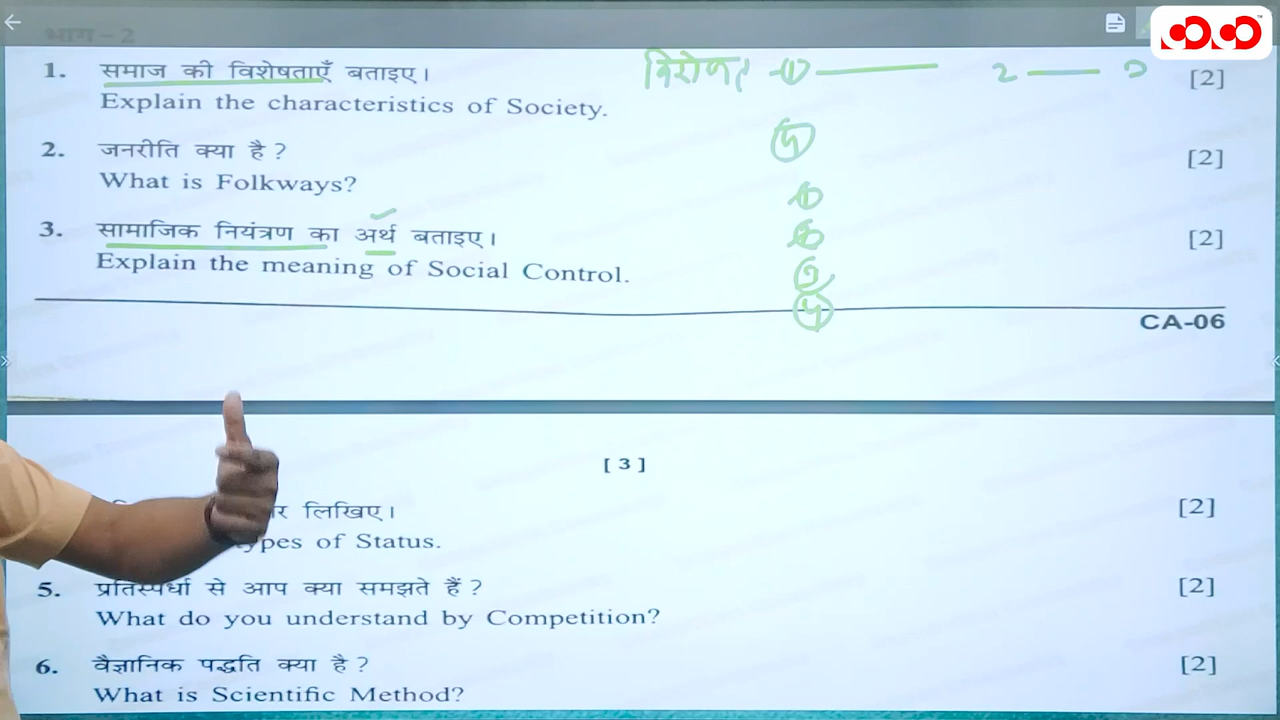 भाग – 2
1. समाज की विशेषताएँ बताइए। [2]
Explain the characteristics of Society.
2. जनरीति क्या है ? [2]
What is Folkways?
3. सामाजिक नियंत्रण का अर्थ बताइए। [2]
Explain the meaning of Social Control.
CA-06
[ 3 ]
लिखिए। [2]
types of Status.
5. प्रतिस्पर्धा से आप क्या समझते हैं ? [2]
What do you understand by Competition?
6. वैज्ञानिक पद्धति क्या है ? [2]
What is Scientific Method?